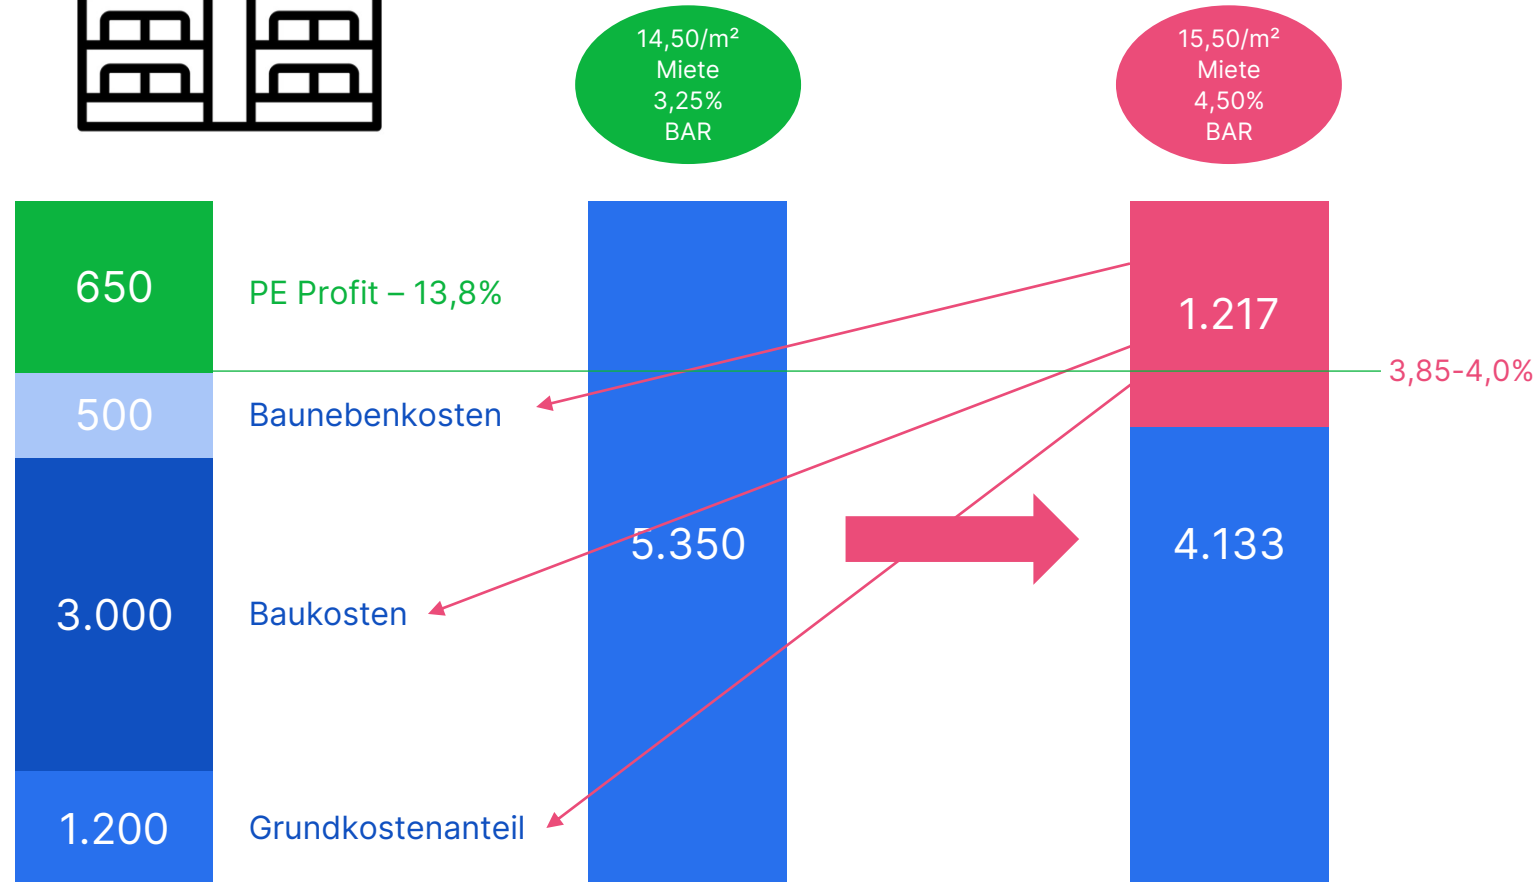 14,50/m²
Miete
3,25%
BAR
15,50/m²
Miete
4,50%
BAR
650
PE Profit – 13,8%
1.217
3,85-4,0%
500
Baunebenkosten
5.350
4.133
3.000
Baukosten
1.200
Grundkostenanteil